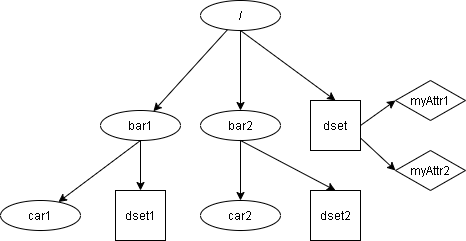 /
bar1
bar2
dset
myAttr1
myAttr2
car1
dset1
car2
dset2